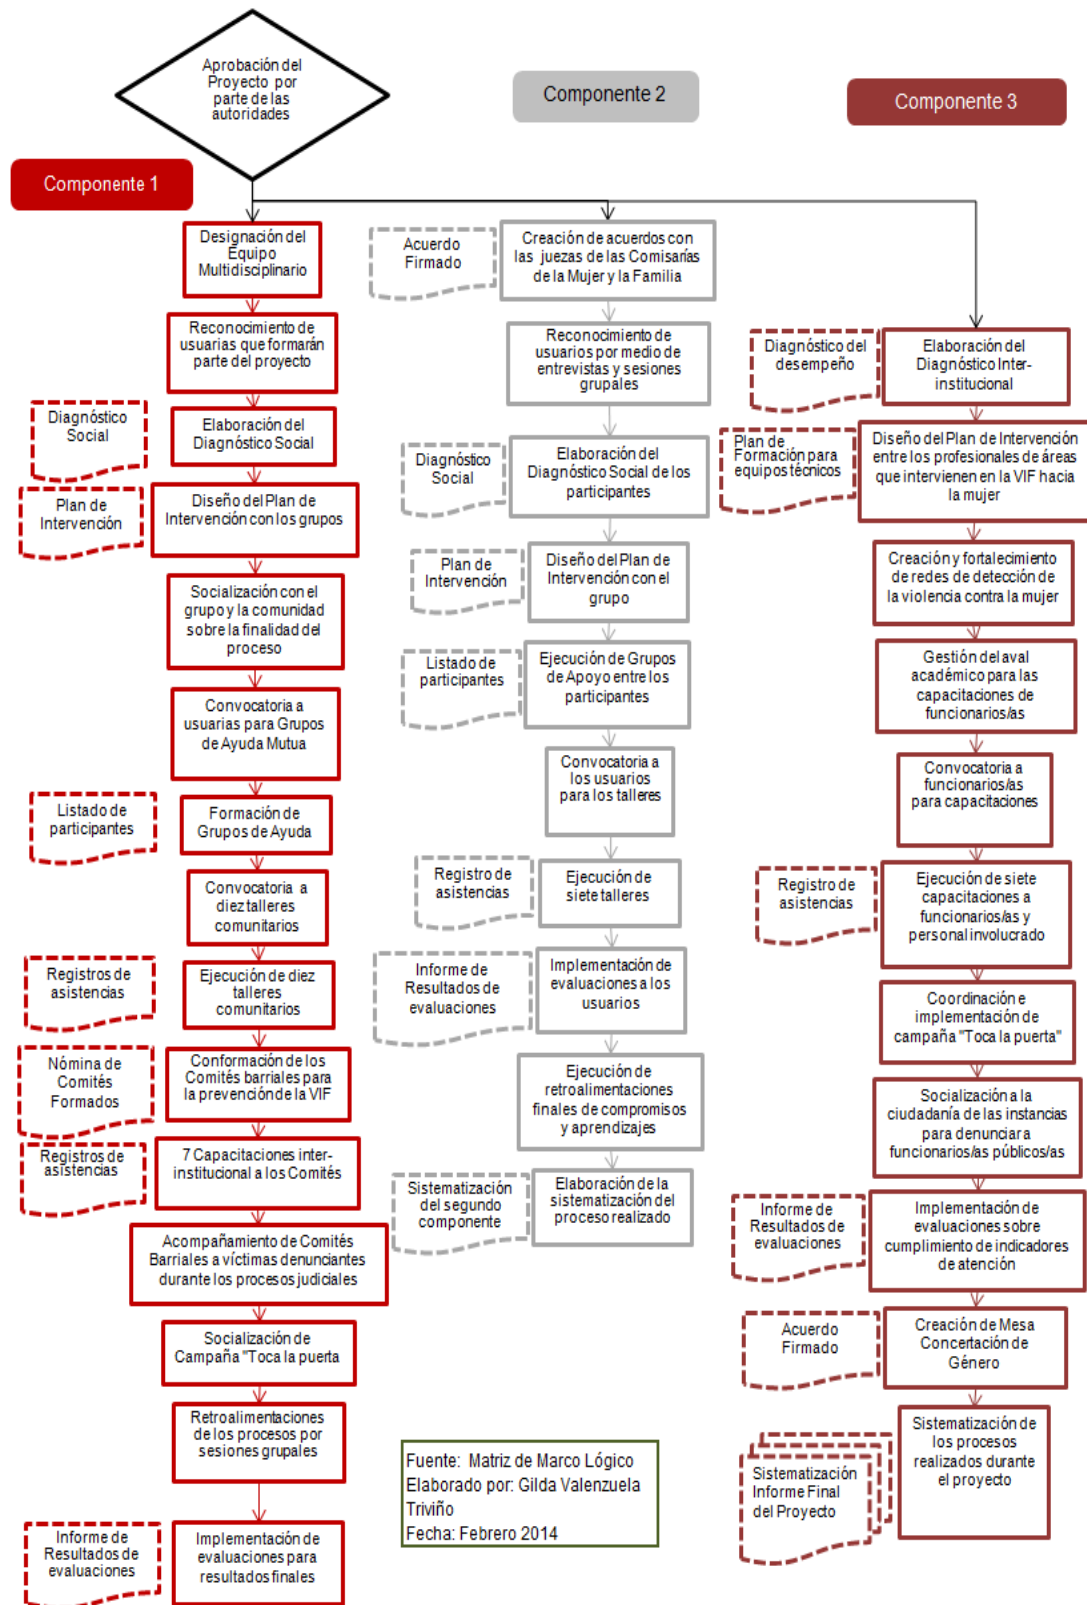 Aprobación del
Proyecto por
parte de las
autoridades
Componente 2
Componente 3
Componente 1
Designación del
Equipo
Multidisciplinario
Reconocimiento de
usuarias que formarán
parte del proyecto
Diagnóstico
Social
Elaboración del
Diagnóstico Social
Plan de
Intervención
Diseño del Plan de
Intervención con los
grupos
Socialización con el
grupo y la comunidad
sobre la finalidad del
proceso
Convocatoria a
usuarias para Grupos
de Ayuda Mutua
Listado de
participantes
Formación de
Grupos de Ayuda
Convocatoria a
diez talleres
comunitarios
Registros de
asistencias
Ejecución de diez
talleres
comunitarios
Nómina de
Comités
Formados
Conformación de los
Comités barriales para
la prevención de la VIF
Registros de
asistencias
7 Capacitaciones inter-
institucional a los Comités
Acompañamiento de Comités
Barriales a víctimas denunciantes
durante los procesos judiciales
Socialización de
Campaña "Toca la puerta
Retroalimentaciones
de los procesos por
sesiones grupales
Informe de
Resultados de
evaluaciones
Implementación de
evaluaciones para
resultados finales
Acuerdo
Firmado
Creación de acuerdos con
las juezas de las Comisarías
de la Mujer y la Familia
Reconocimiento de
usuarios por medio de
entrevistas y sesiones
grupales
Diagnóstico
Social
Elaboración del
Diagnóstico Social de los
participantes
Plan de
Intervención
Diseño del Plan de
Intervención con el
grupo
Listado de
participantes
Ejecución de Grupos
de Apoyo entre los
participantes
Convocatoria a
los usuarios
para los talleres
Registro de
asistencias
Ejecución de
siete talleres
Informe de
Resultados de
evaluaciones
Implementación de
evaluaciones a los
usuarios
Ejecución de
retroalimentaciones
finales de compromisos
y aprendizajes
Sistematización
del segundo
componente
Elaboración de la
sistematización del
proceso realizado
Diagnóstico del
desempeño
Elaboración del
Diagnóstico Inter-
institucional
Plan de
Formación para
equipos técnicos
Diseño del Plan de Intervención
entre los profesionales de áreas
que intervienen en la VIF hacia
la mujer
Creación y fortalecimiento
de redes de detección de
la violencia contra la mujer
Gestión del aval
académico para las
capacitaciones de
funcionarios/as
Convocatoria a
funcionarios/as
para capacitaciones
Registro de
asistencias
Ejecución de siete
capacitaciones a
funcionarios/as y
personal involucrado
Coordinación e
implementación de
campaña "Toca la puerta"
Socialización a la
ciudadanía de las instancias
para denunciar a
funcionarios/as públicos/as
Informe de
Resultados de
evaluaciones
Implementación de
evaluaciones sobre
cumplimiento de indicadores
de atención
Acuerdo
Firmado
Creación de Mesa
Concertación de
Género
Sistematización
Informe Final
del Proyecto
Sistematización de
los procesos
realizados durante
el proyecto
Fuente: Matriz de Marco Lógico
Elaborado por: Gilda Valenzuela
Triviño
Fecha: Febrero 2014